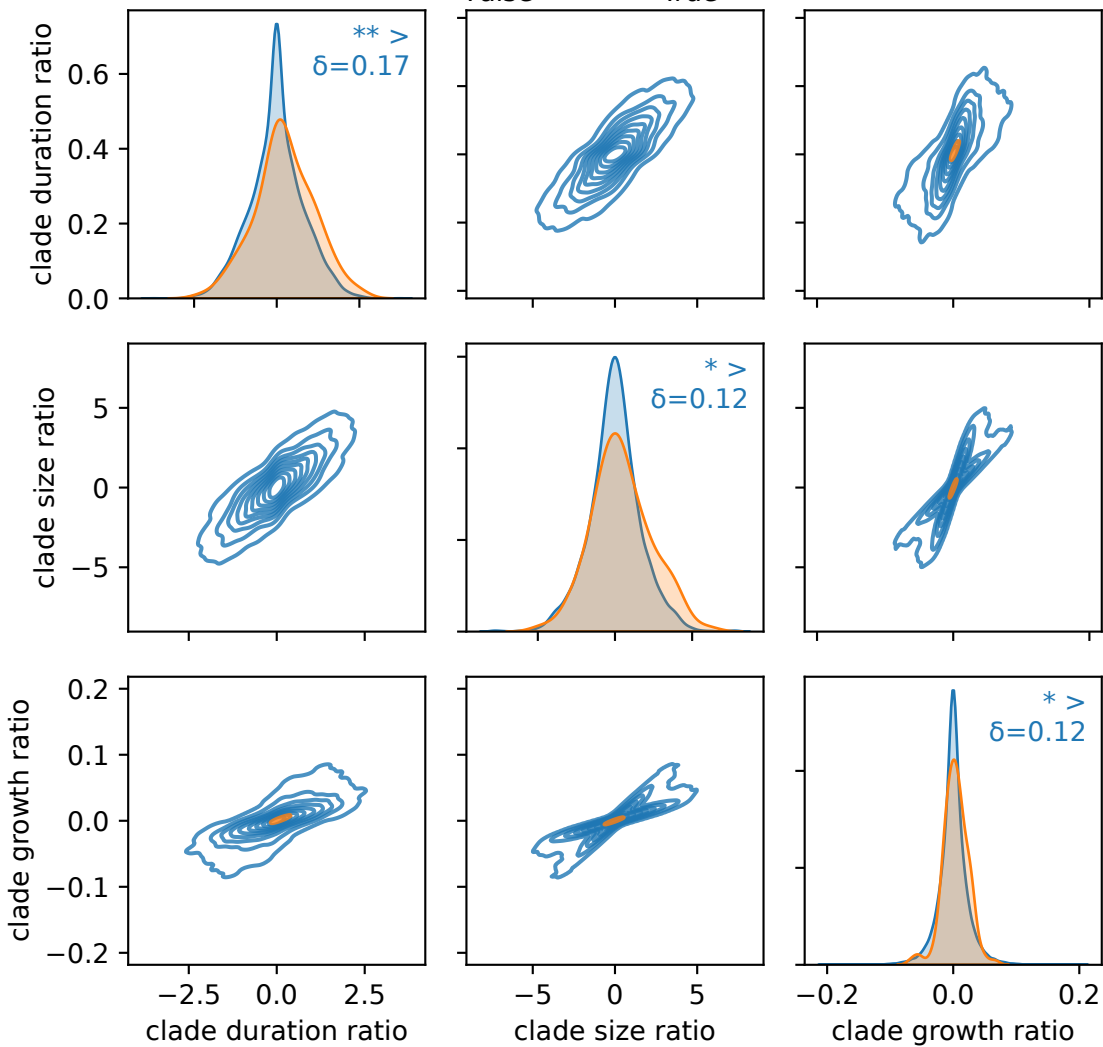 False True
clade duration ratio
0.6
0.4
0.2
0.0
** >
δ=0.17
clade size ratio
5
0
−5
* >
δ=0.12
clade growth ratio
0.2
0.1
0.0
−0.1
−0.2
* >
δ=0.12
−2.5 0.0 2.5
−5 0 5
−0.2 0.0 0.2
clade duration ratio
clade size ratio
clade growth ratio